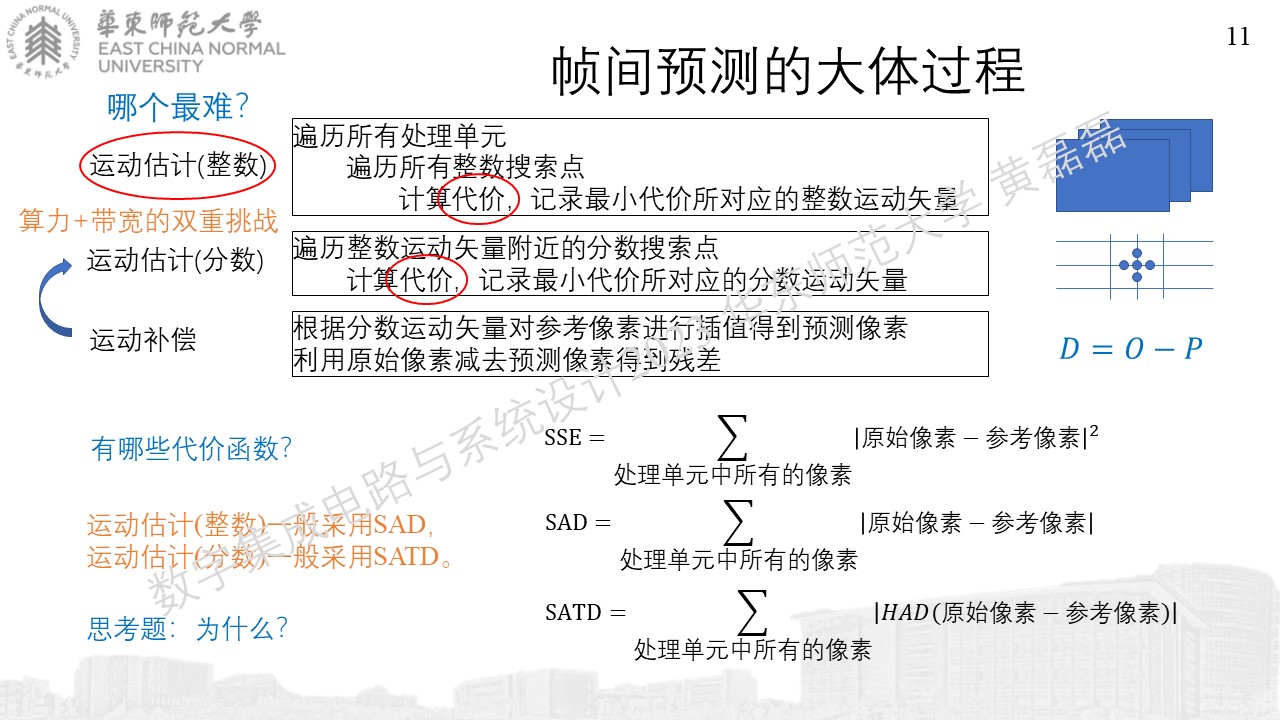 華東師範大學
EAST CHINA NORMAL
UNIVERSITY
EAST CHINA NORMAL UNIVERSITY
華東師範大學
11
帧间预测的大体过程
哪个最难？
运动估计(整数)
遍历所有处理单元
遍历所有整数搜索点
计算代价，记录最小代价所对应的整数运动矢量
算力+带宽的双重挑战
运动估计(分数)
遍历整数运动矢量附近的分数搜索点
计算代价，记录最小代价所对应的分数运动矢量
运动补偿
根据分数运动矢量对参考像素进行插值得到预测像素
利用原始像素减去预测像素得到残差
D = O − P
有哪些代价函数？
SSE = ∑ |原始像素 − 参考像素|²
处理单元中所有的像素
运动估计(整数)一般采用SAD，
运动估计(分数)一般采用SATD。
SAD = ∑ |原始像素 − 参考像素|
处理单元中所有的像素
思考题：为什么？
SATD = ∑ |HAD(原始像素 − 参考像素)|
处理单元中所有的像素
数字集成电路与系统设计2023 华东师范大学 黄磊磊